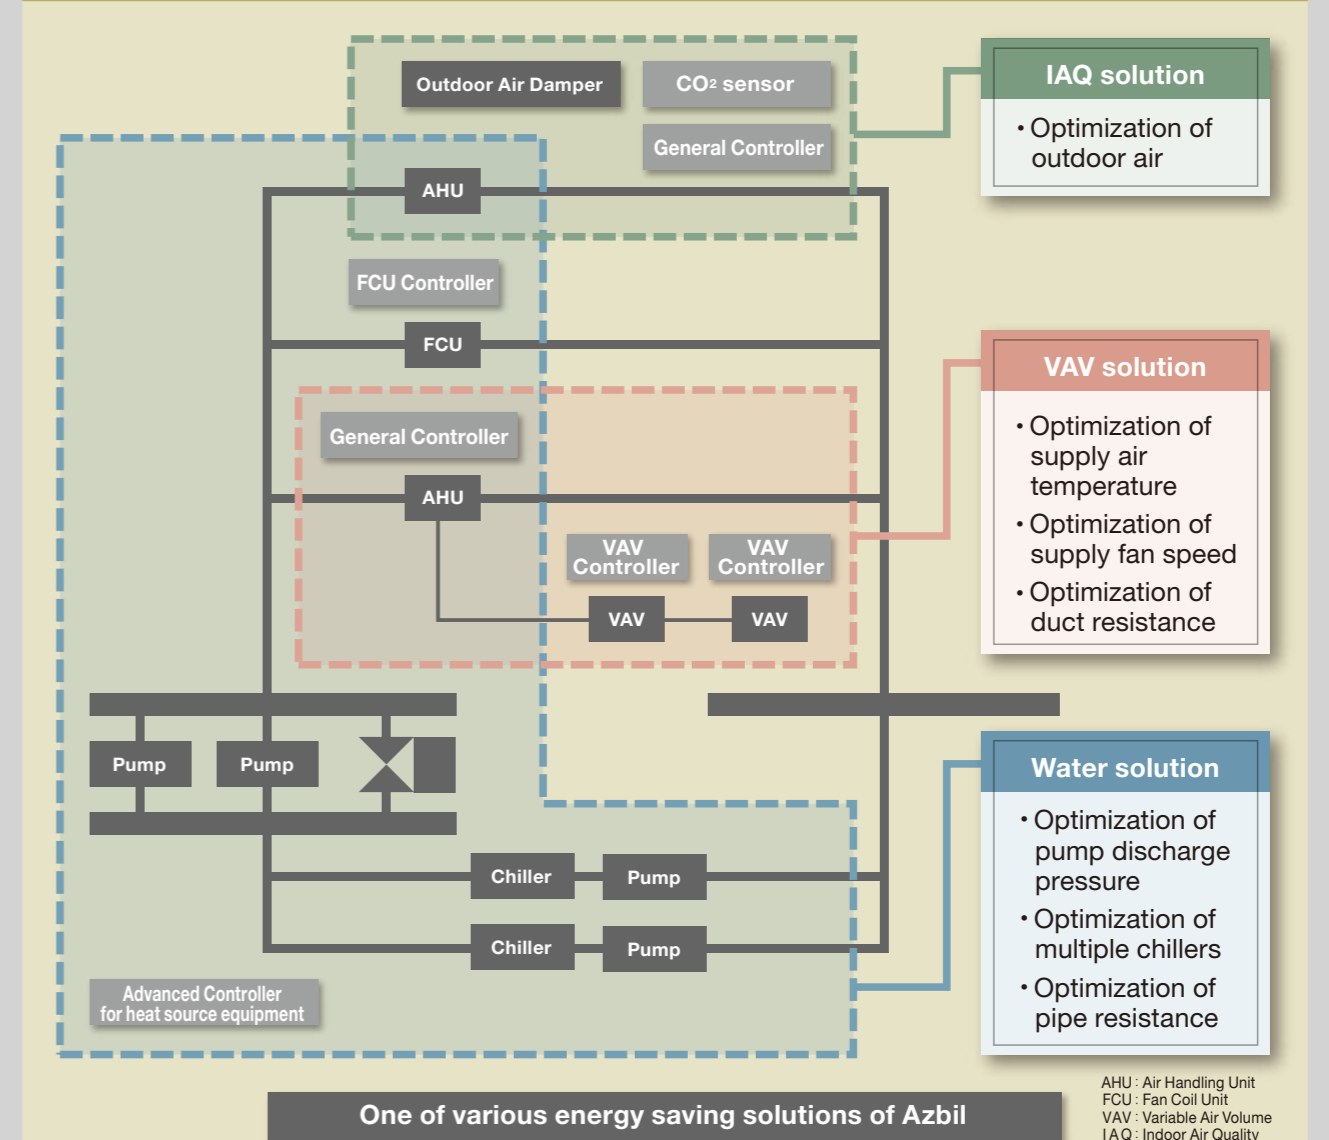 Outdoor Air Damper
CO2 sensor
General Controller
AHU
FCU Controller
FCU
General Controller
AHU
VAV
Controller
VAV
Controller
VAV
VAV
Pump
Pump
Chiller
Pump
Chiller
Pump
Advanced Controller
for heat source equipment
IAQ solution
・Optimization of
outdoor air
VAV solution
・Optimization of
supply air
temperature
・Optimization of
supply fan speed
・Optimization of
duct resistance
Water solution
・Optimization of
pump discharge
pressure
・Optimization of
multiple chillers
・Optimization of
pipe resistance
One of various energy saving solutions of Azbil
AHU : Air Handling Unit
FCU : Fan Coil Unit
VAV : Variable Air Volume
IAQ : Indoor Air Quality